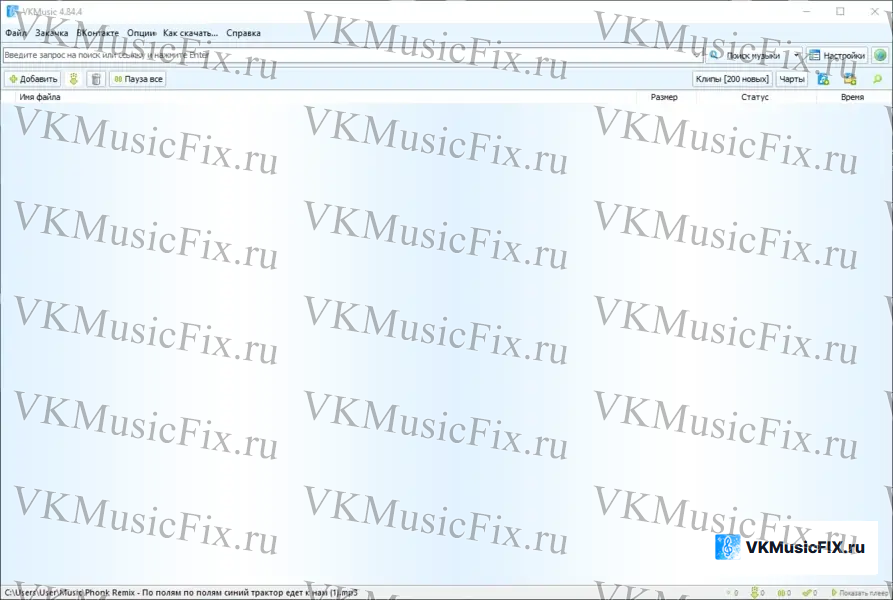 VKMusic 4.84.4
Файл Закачка ВКонтакте Опции Как скачать... Справка
Введите запрос на поиск или ссылку и нажмите Enter Поиск музыки Настройки
Добавить Пауза все Клипы [200 новых] Чарты
Имя файла Размер Статус Время
VKMusicFix.ru VKMusicFix.ru VKMusicFix.ru
VKMusicFix.ru VKMusicFix.ru VKMusicFix.ru
VKMusicFix.ru VKMusicFix.ru VKMusicFix.ru
VKMusicFix.ru VKMusicFix.ru VKMusicFix.ru
VKMusicFix.ru VKMusicFix.ru VKMusicFix.ru
VKMusicFix.ru VKMusicFix.ru VKMusicFix.ru
VKMusicFIX.ru
C:\Users\User\Music\Phonk Remix - По полям по полям синий трактор едет к нам (1).mp3 0 0 0 0 Показать плеер